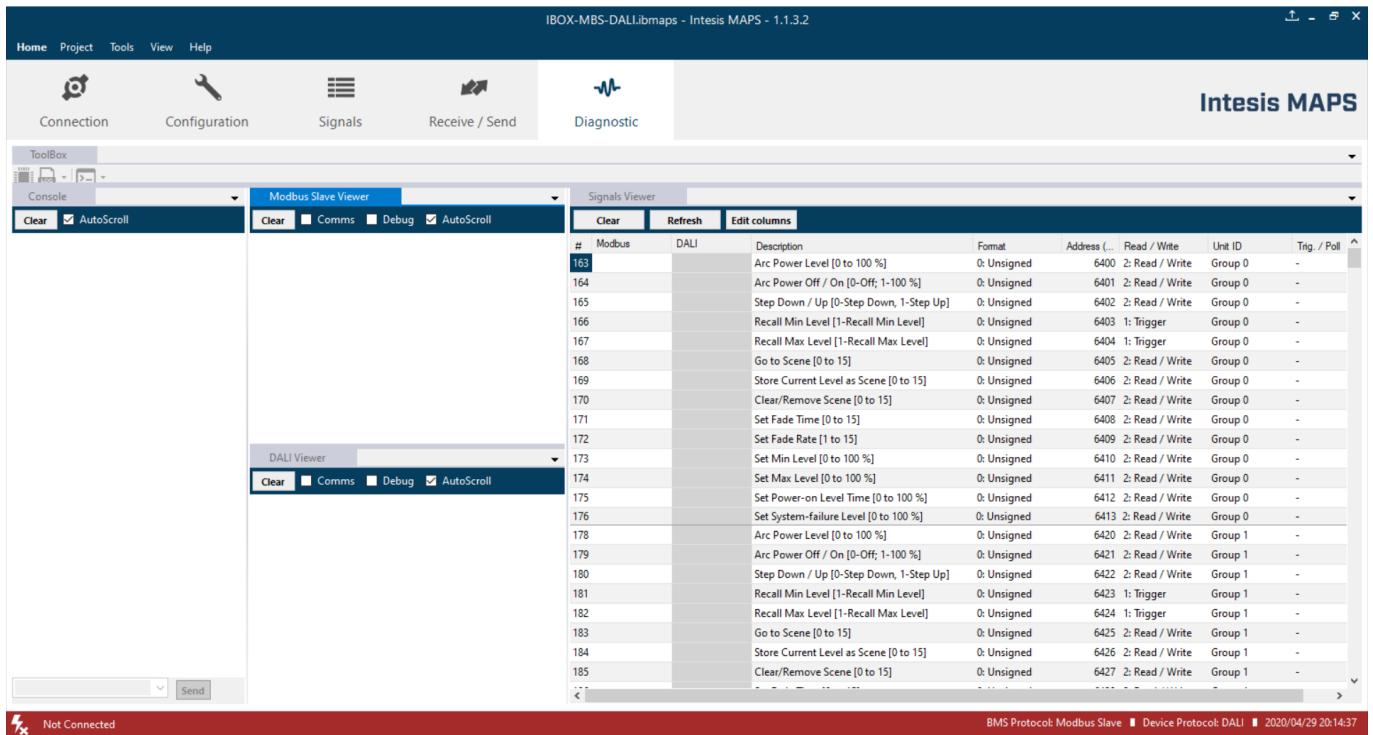 IBOX-MBS-DALI.ibmaps - Intesis MAPS - 1.1.3.2
Home Project Tools View Help
Connection Configuration Signals Receive / Send Diagnostic
Intesis MAPS
ToolBox
Console
Clear AutoScroll
Send
Modbus Slave Viewer
Clear Comms Debug AutoScroll
DALI Viewer
Clear Comms Debug AutoScroll
Signals Viewer
Clear Refresh Edit columns
# Modbus DALI Description Format Address (... Read / Write Unit ID Trig. / Poll
163 Arc Power Level [0 to 100 %] 0: Unsigned 6400 2: Read / Write Group 0 -
164 Arc Power Off / On [0-Off; 1-100 %] 0: Unsigned 6401 2: Read / Write Group 0 -
165 Step Down / Up [0-Step Down, 1-Step Up] 0: Unsigned 6402 2: Read / Write Group 0 -
166 Recall Min Level [1-Recall Min Level] 0: Unsigned 6403 1: Trigger Group 0 -
167 Recall Max Level [1-Recall Max Level] 0: Unsigned 6404 1: Trigger Group 0 -
168 Go to Scene [0 to 15] 0: Unsigned 6405 2: Read / Write Group 0 -
169 Store Current Level as Scene [0 to 15] 0: Unsigned 6406 2: Read / Write Group 0 -
170 Clear/Remove Scene [0 to 15] 0: Unsigned 6407 2: Read / Write Group 0 -
171 Set Fade Time [0 to 15] 0: Unsigned 6408 2: Read / Write Group 0 -
172 Set Fade Rate [1 to 15] 0: Unsigned 6409 2: Read / Write Group 0 -
173 Set Min Level [0 to 100 %] 0: Unsigned 6410 2: Read / Write Group 0 -
174 Set Max Level [0 to 100 %] 0: Unsigned 6411 2: Read / Write Group 0 -
175 Set Power-on Level Time [0 to 100 %] 0: Unsigned 6412 2: Read / Write Group 0 -
176 Set System-failure Level [0 to 100 %] 0: Unsigned 6413 2: Read / Write Group 0 -
178 Arc Power Level [0 to 100 %] 0: Unsigned 6420 2: Read / Write Group 1 -
179 Arc Power Off / On [0-Off; 1-100 %] 0: Unsigned 6421 2: Read / Write Group 1 -
180 Step Down / Up [0-Step Down, 1-Step Up] 0: Unsigned 6422 2: Read / Write Group 1 -
181 Recall Min Level [1-Recall Min Level] 0: Unsigned 6423 1: Trigger Group 1 -
182 Recall Max Level [1-Recall Max Level] 0: Unsigned 6424 1: Trigger Group 1 -
183 Go to Scene [0 to 15] 0: Unsigned 6425 2: Read / Write Group 1 -
184 Store Current Level as Scene [0 to 15] 0: Unsigned 6426 2: Read / Write Group 1 -
185 Clear/Remove Scene [0 to 15] 0: Unsigned 6427 2: Read / Write Group 1 -
Not Connected
BMS Protocol: Modbus Slave Device Protocol: DALI 2020/04/29 20:14:37